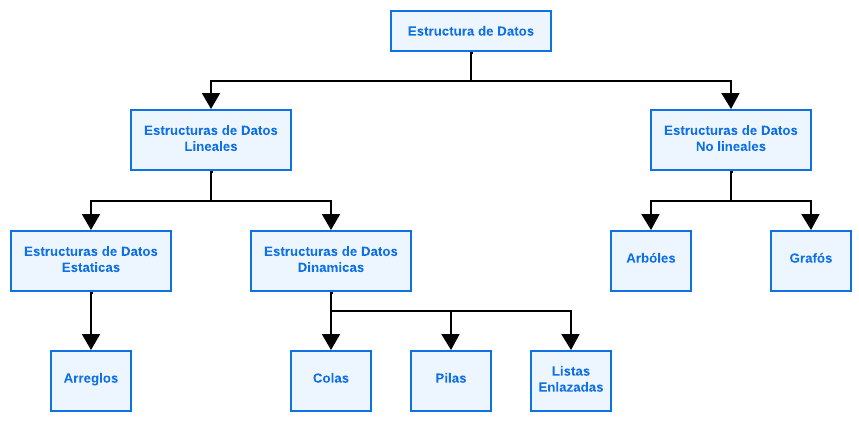 Estructura de Datos
Estructuras de Datos
Lineales
Estructuras de Datos
No lineales
Estructuras de Datos
Estaticas
Estructuras de Datos
Dinamicas
Arbóles
Grafós
Arreglos
Colas
Pilas
Listas
Enlazadas